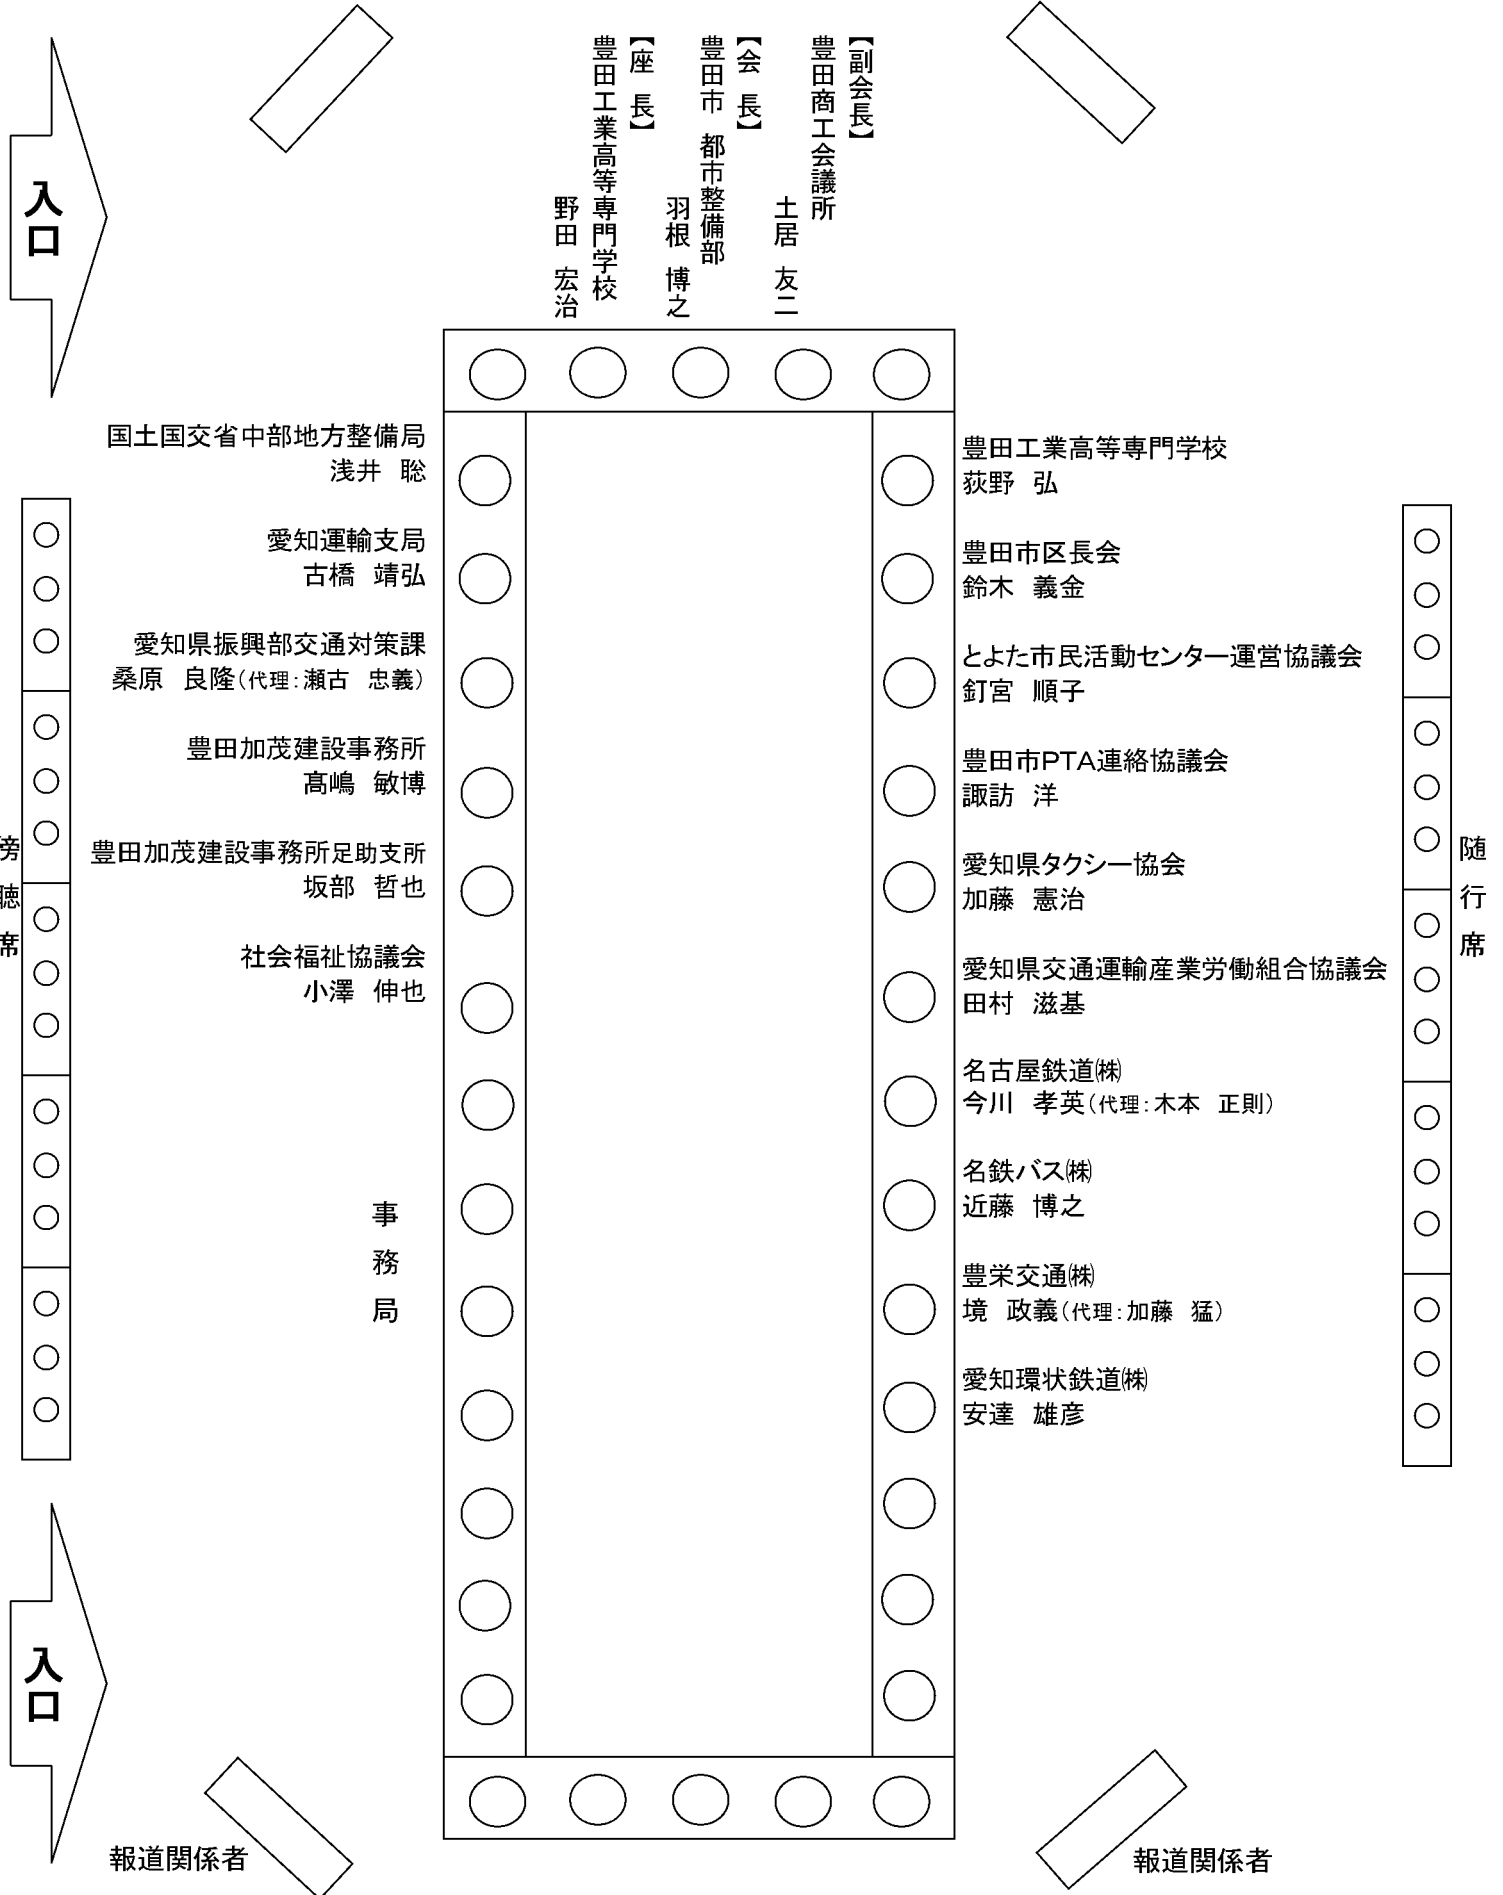 【副会長】
豊田商工会議所
土居 友二
【会 長】
豊田市 都市整備部
羽根 博之
【座 長】
豊田工業高等専門学校
野田 宏治
入口
国土国交省中部地方整備局
浅井 聡
愛知運輸支局
古橋 靖弘
愛知県振興部交通対策課
桑原 良隆(代理:瀬古 忠義)
豊田加茂建設事務所
髙嶋 敏博
豊田加茂建設事務所足助支所
坂部 哲也
社会福祉協議会
小澤 伸也
事務局
傍聴席
豊田工業高等専門学校
荻野 弘
豊田市区長会
鈴木 義金
とよた市民活動センター運営協議会
釘宮 順子
豊田市PTA連絡協議会
諏訪 洋
愛知県タクシー協会
加藤 憲治
愛知県交通運輸産業労働組合協議会
田村 滋基
名古屋鉄道㈱
今川 孝英(代理:木本 正則)
名鉄バス㈱
近藤 博之
豊栄交通㈱
境 政義(代理:加藤 猛)
愛知環状鉄道㈱
安達 雄彦
随行席
入口
報道関係者
報道関係者